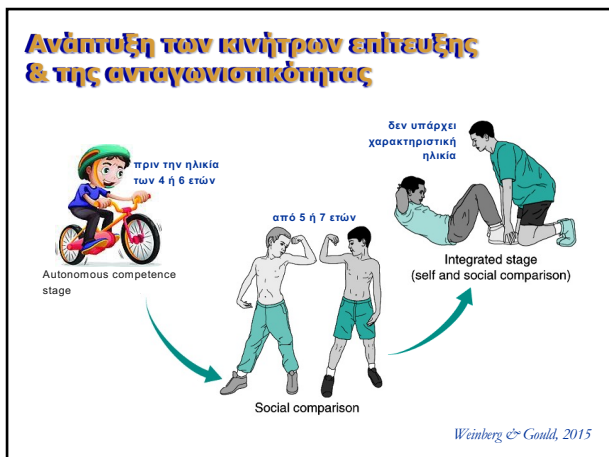 Ανάπτυξη των κινήτρων επίτευξης
& της ανταγωνιστικότητας
πριν την ηλικία
των 4 ή 6 ετών
Autonomous competence
stage
από 5 ή 7 ετών
Social comparison
δεν υπάρχει
χαρακτηριστική
ηλικία
Integrated stage
(self and social comparison)
Weinberg & Gould, 2015